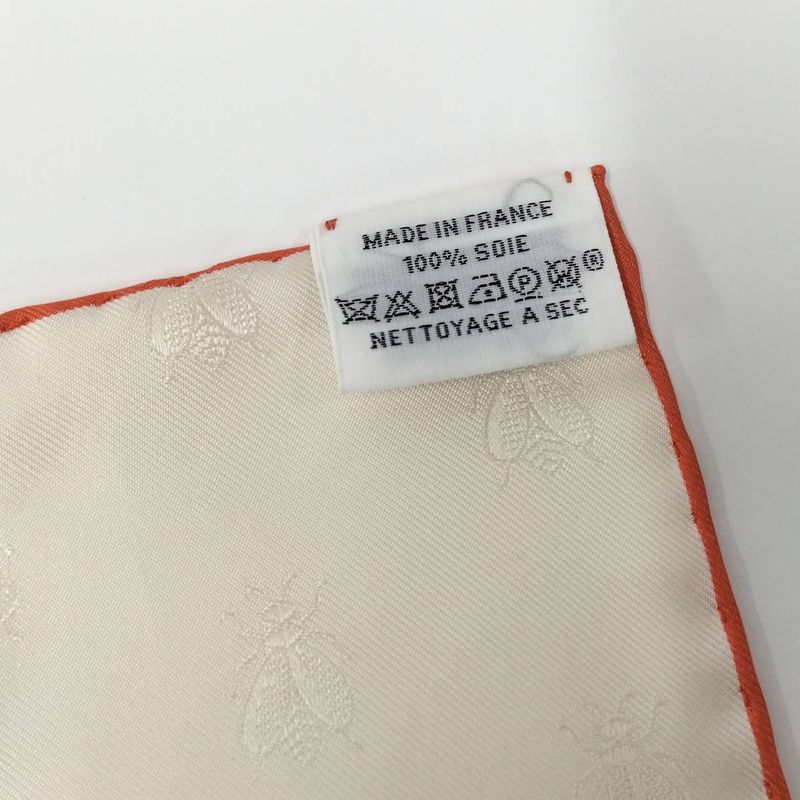 MADE IN FRANCE
100% SOIE
P ®
NETTOYAGE A SEC